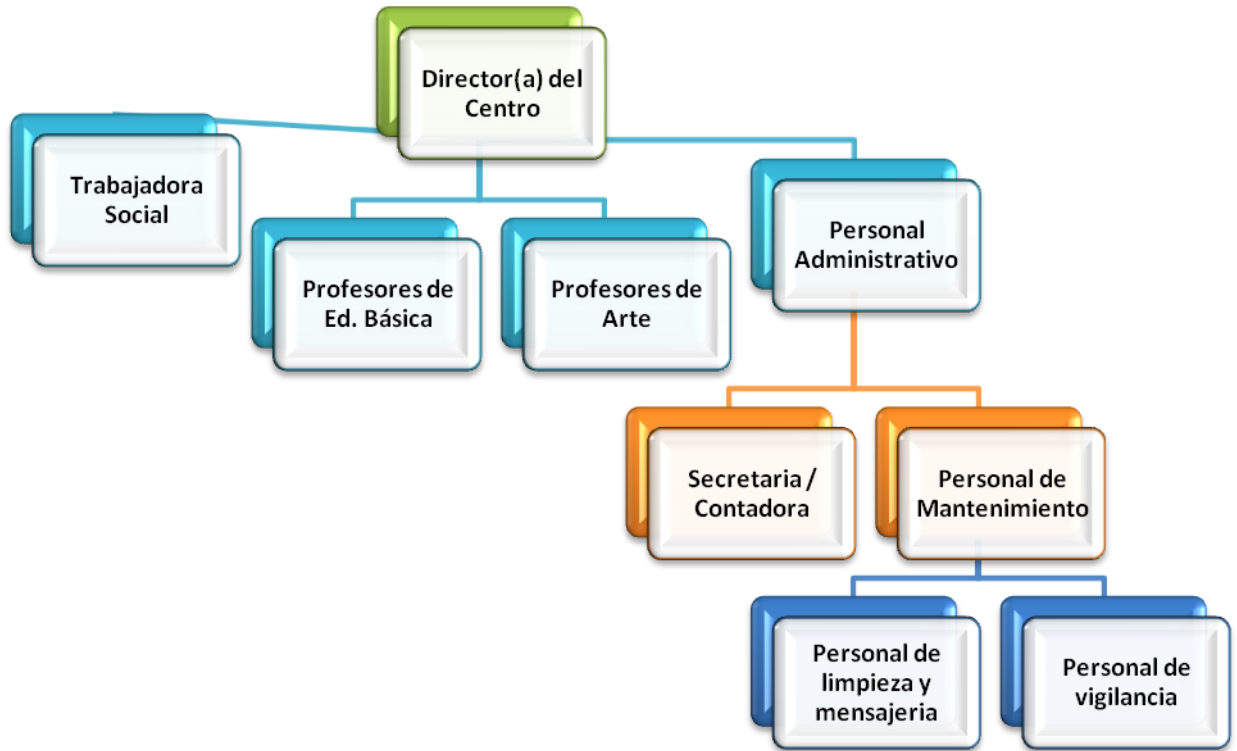 Director(a) del
Centro
Trabajadora
Social
Profesores de
Ed. Básica
Profesores de
Arte
Personal
Administrativo
Secretaria /
Contadora
Personal de
Mantenimiento
Personal de
limpieza y
mensajeria
Personal de
vigilancia